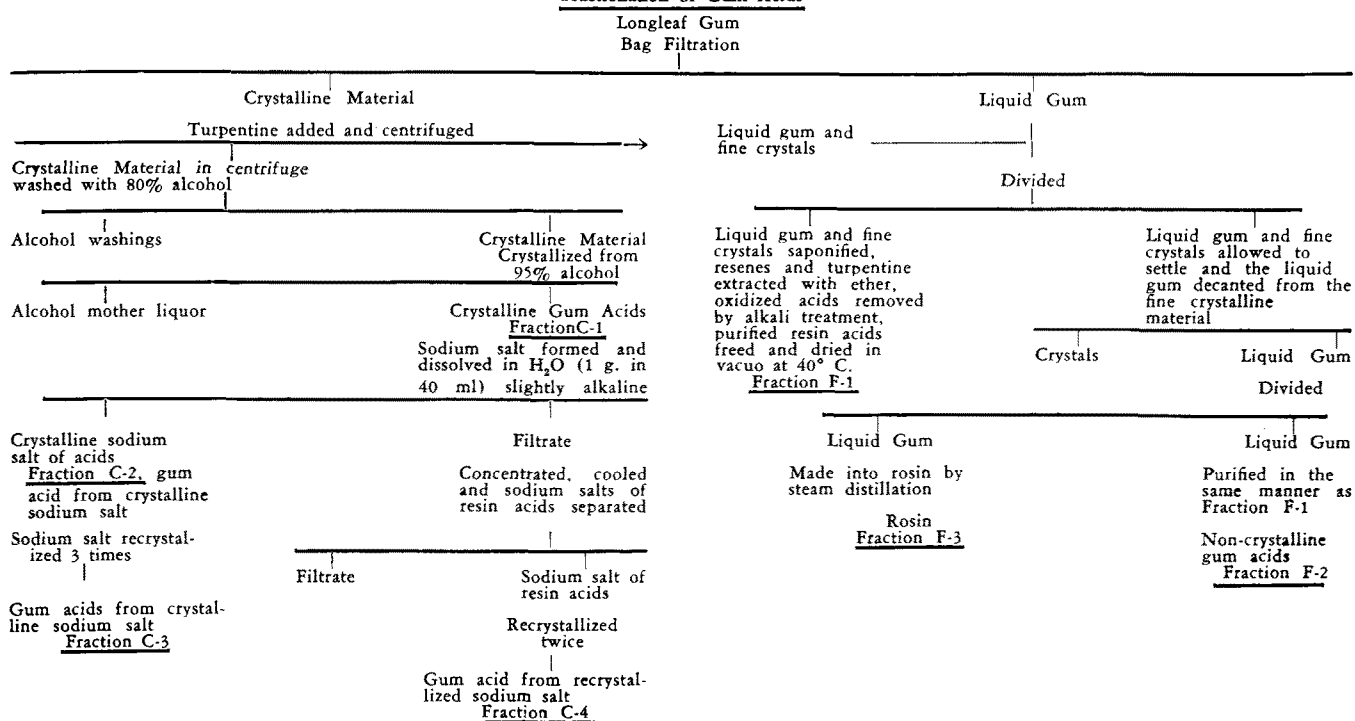 Longleaf Gum
Bag Filtration
Crystalline Material
Liquid Gum
Turpentine added and centrifuged
Liquid gum and
fine crystals
Crystalline Material in centrifuge
washed with 80% alcohol
Divided
Alcohol washings
Crystalline Material
Crystallized from
95% alcohol
Liquid gum and fine
crystals saponified,
resenes and turpentine
extracted with ether,
oxidized acids removed
by alkali treatment,
purified resin acids
freed and dried in
vacuo at 40° C.
Fraction F-1
Liquid gum and fine
crystals allowed to
settle and the liquid
gum decanted from the
fine crystalline
material
Alcohol mother liquor
Crystalline Gum Acids
FractionC-1
Sodium salt formed and
dissolved in H₂O (1 g. in
40 ml) slightly alkaline
Crystals
Liquid Gum
Divided
Crystalline sodium
salt of acids
Fraction C-2, gum
acid from crystalline
sodium salt
Sodium salt recrystal-
ized 3 times
Gum acids from crystal-
line sodium salt
Fraction C-3
Filtrate
Concentrated, cooled
and sodium salts of
resin acids separated
Filtrate
Sodium salt of
resin acids
Recrystallized
twice
Gum acid from recrystal-
lized sodium salt
Fraction C-4
Liquid Gum
Made into rosin by
steam distillation
Rosin
Fraction F-3
Liquid Gum
Purified in the
same manner as
Fraction F-1
Non-crystalline
gum acids
Fraction F-2